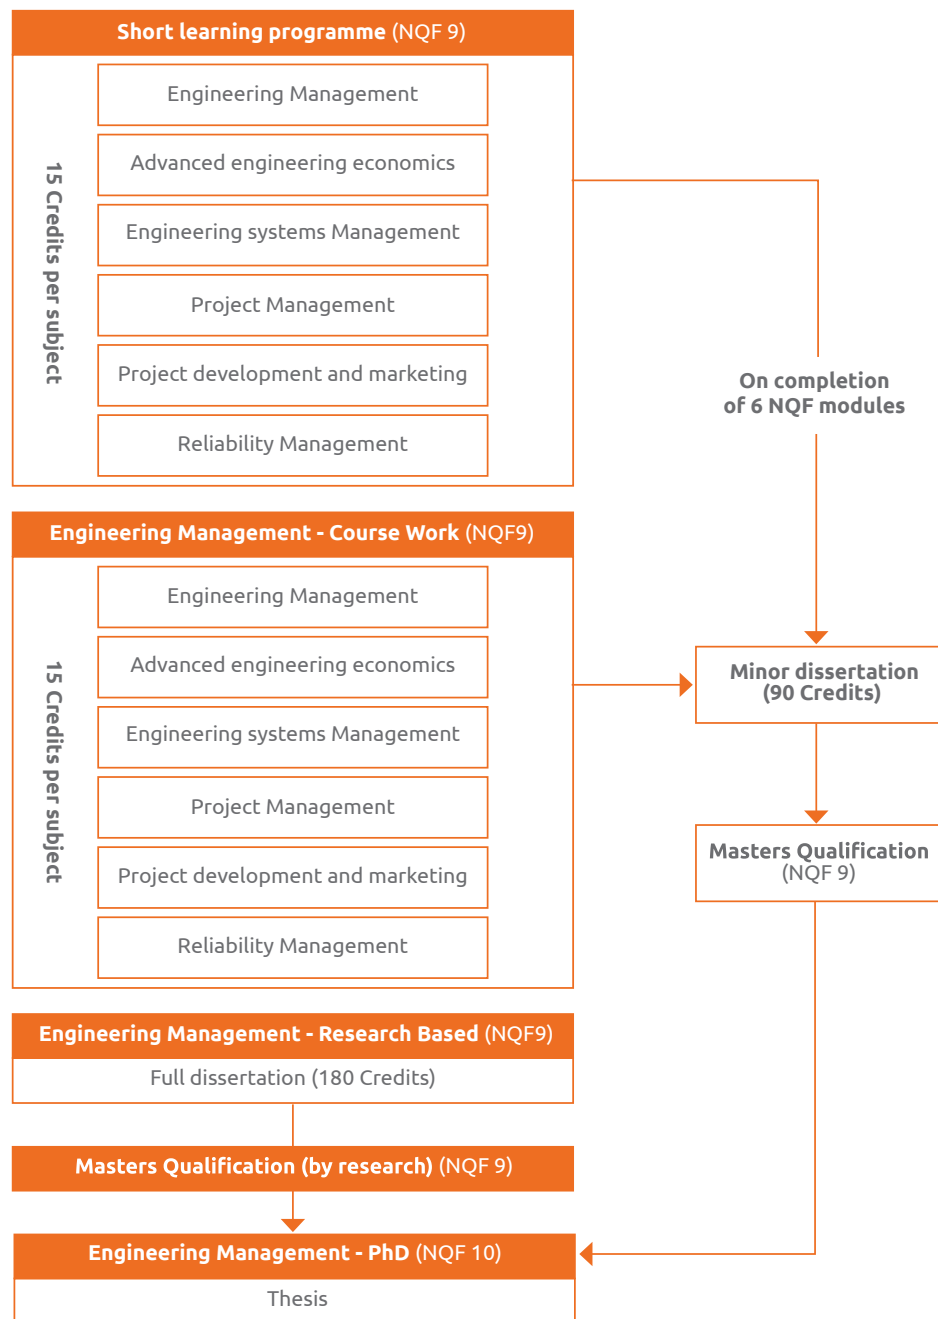 Short learning programme (NQF 9)
15 Credits per subject
Engineering Management
Advanced engineering economics
Engineering systems Management
Project Management
Project development and marketing
Reliability Management
On completion
of 6 NQF modules
Engineering Management - Course Work (NQF9)
15 Credits per subject
Engineering Management
Advanced engineering economics
Engineering systems Management
Project Management
Project development and marketing
Reliability Management
Minor dissertation
(90 Credits)
Masters Qualification
(NQF 9)
Engineering Management - Research Based (NQF9)
Full dissertation (180 Credits)
Masters Qualification (by research) (NQF 9)
Engineering Management - PhD (NQF 10)
Thesis